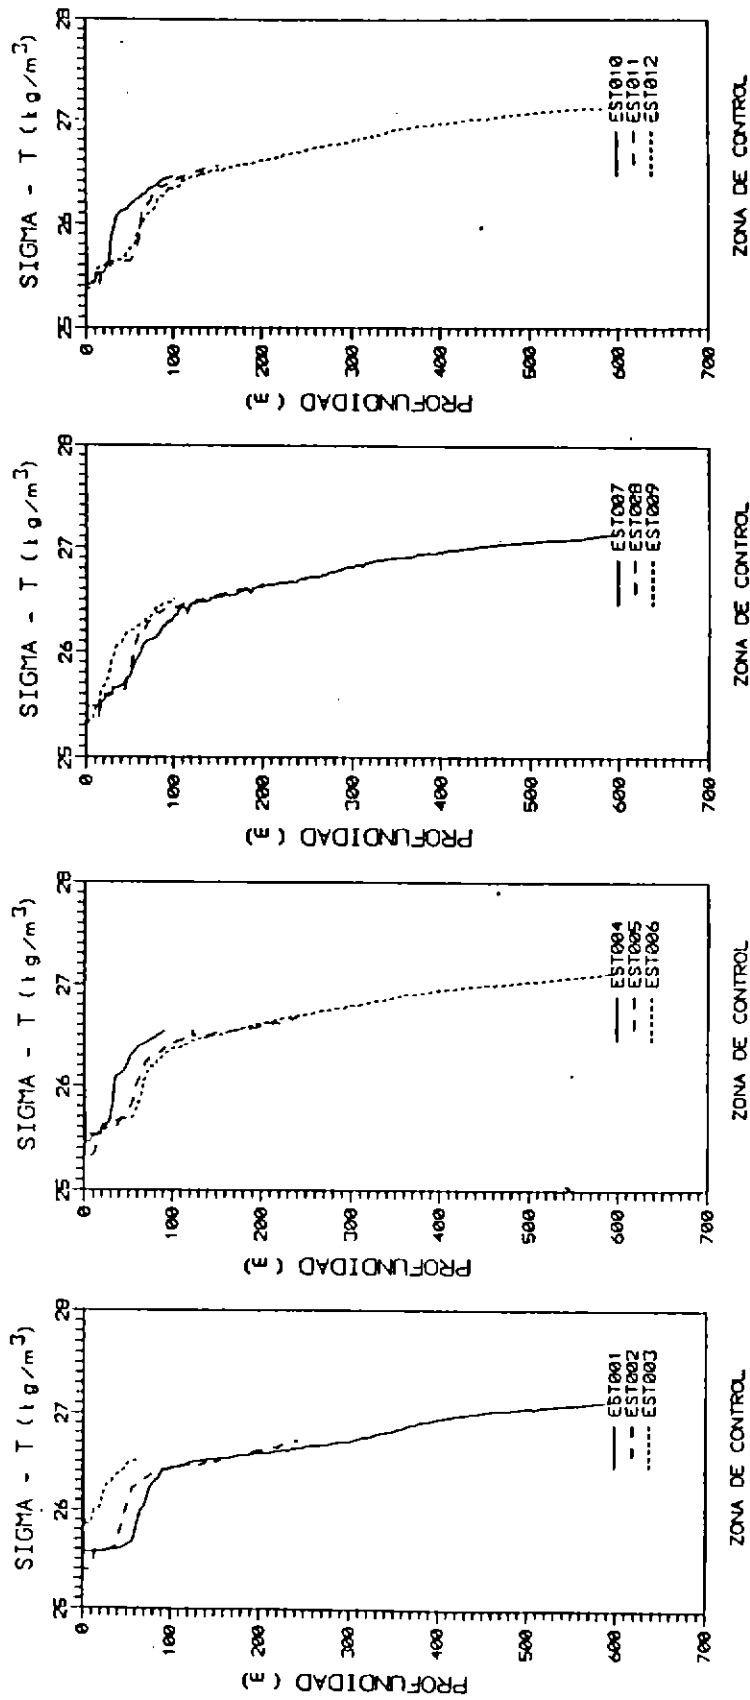 SIGMA - T (kg/m³)
25 26 27 28
PROFUNDIDAD (m)
0 100 200 300 400 500 600 700
EST010
EST011
EST012
ZONA DE CONTROL
SIGMA - T (kg/m³)
25 26 27 28
PROFUNDIDAD (m)
0 100 200 300 400 500 600 700
EST007
EST008
EST009
ZONA DE CONTROL
SIGMA - T (kg/m³)
25 26 27 28
PROFUNDIDAD (m)
0 100 200 300 400 500 600 700
EST004
EST005
EST006
ZONA DE CONTROL
SIGMA - T (kg/m³)
25 26 27 28
PROFUNDIDAD (m)
0 100 200 300 400 500 600 700
EST001
EST002
EST003
ZONA DE CONTROL